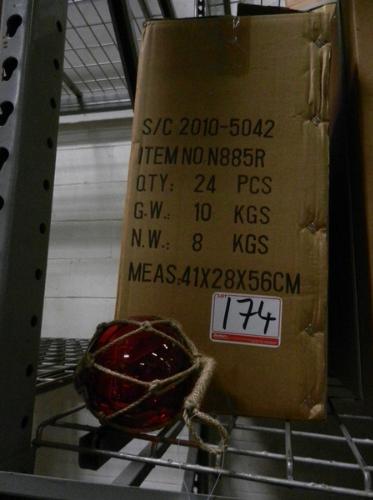 S/C 2010-5042
ITEM NO.N885R
QTY: 24 PCS
G.W.: 10 KGS
N.W.: 8 KGS
MEAS:41X28X56CM
174